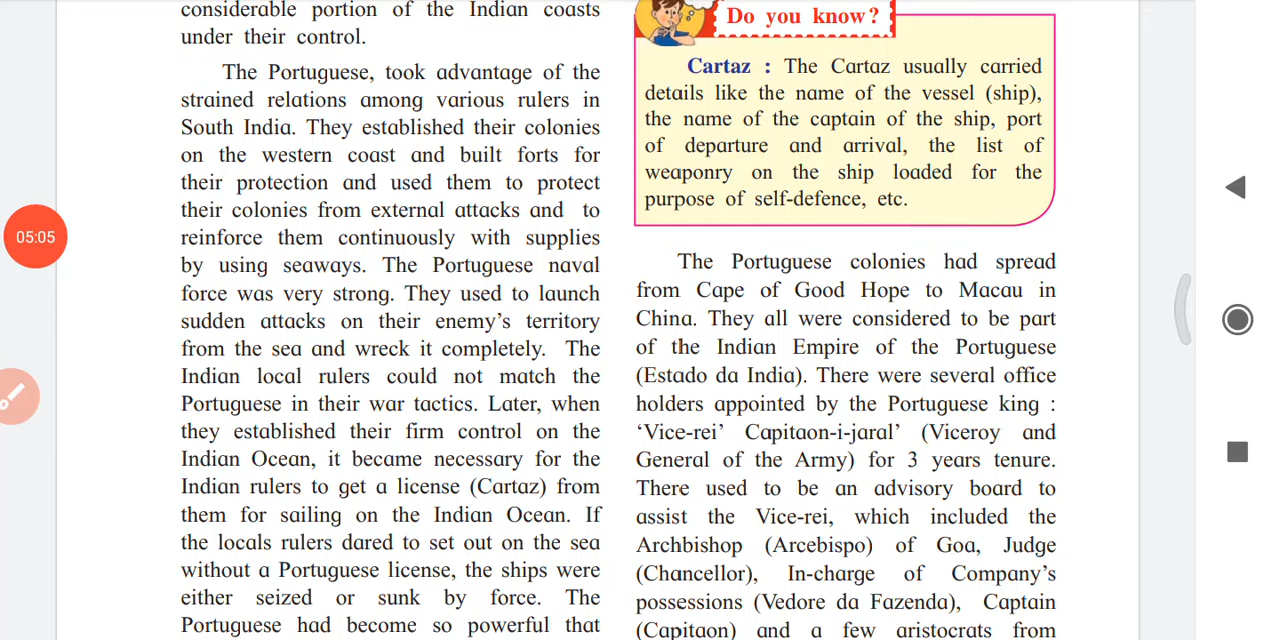 considerable portion of the Indian coasts
under their control.
The Portuguese, took advantage of the
strained relations among various rulers in
South India. They established their colonies
on the western coast and built forts for
their protection and used them to protect
their colonies from external attacks and to
reinforce them continuously with supplies
by using seaways. The Portuguese naval
force was very strong. They used to launch
sudden attacks on their enemy's territory
from the sea and wreck it completely. The
Indian local rulers could not match the
Portuguese in their war tactics. Later, when
they established their firm control on the
Indian Ocean, it became necessary for the
Indian rulers to get a license (Cartaz) from
them for sailing on the Indian Ocean. If
the locals rulers dared to set out on the sea
without a Portuguese license, the ships were
either seized or sunk by force. The
Portuguese had become so powerful that
Do you know?
Cartaz : The Cartaz usually carried
details like the name of the vessel (ship),
the name of the captain of the ship, port
of departure and arrival, the list of
weaponry on the ship loaded for the
purpose of self-defence, etc.
The Portuguese colonies had spread
from Cape of Good Hope to Macau in
China. They all were considered to be part
of the Indian Empire of the Portuguese
(Estado da India). There were several office
holders appointed by the Portuguese king :
‘Vice-rei’ Capitaon-i-jaral’ (Viceroy and
General of the Army) for 3 years tenure.
There used to be an advisory board to
assist the Vice-rei, which included the
Archbishop (Arcebispo) of Goa, Judge
(Chancellor), In-charge of Company's
possessions (Vedore da Fazenda), Captain
(Capitaon) and a few aristocrats from
05:05